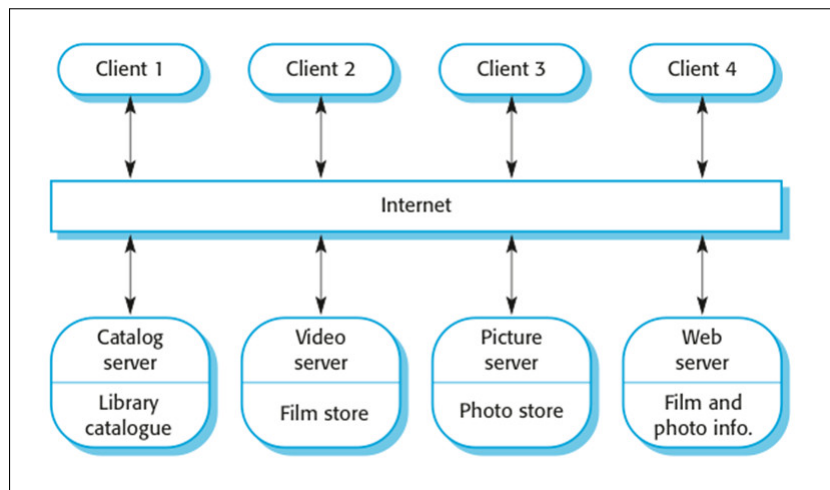 Client 1
Client 2
Client 3
Client 4
Internet
Catalog
server
Library
catalogue
Video
server
Film store
Picture
server
Photo store
Web
server
Film and
photo info.